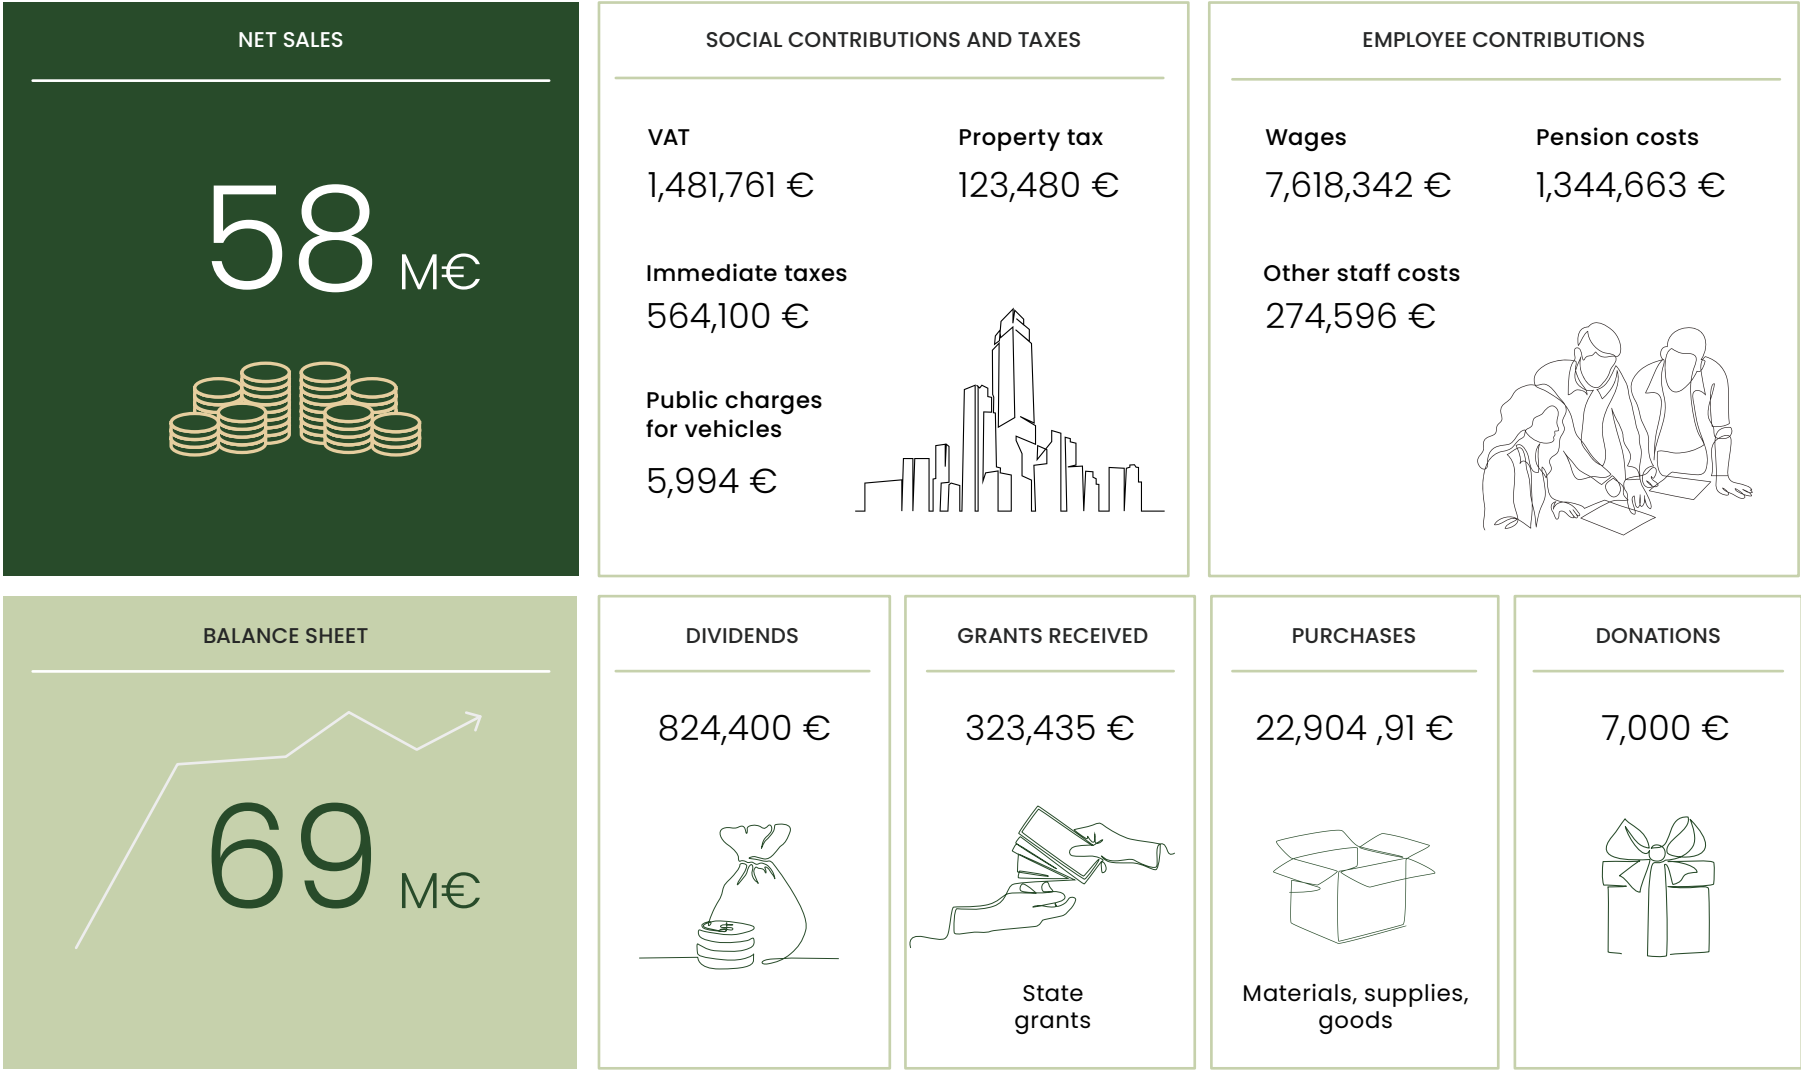 NET SALES
58 M€
SOCIAL CONTRIBUTIONS AND TAXES
VAT
1,481,761 €
Property tax
123,480 €
Immediate taxes
564,100 €
Public charges
for vehicles
5,994 €
EMPLOYEE CONTRIBUTIONS
Wages
7,618,342 €
Pension costs
1,344,663 €
Other staff costs
274,596 €
BALANCE SHEET
69 M€
DIVIDENDS
824,400 €
GRANTS RECEIVED
323,435 €
State
grants
PURCHASES
22,904 ,91 €
Materials, supplies,
goods
DONATIONS
7,000 €